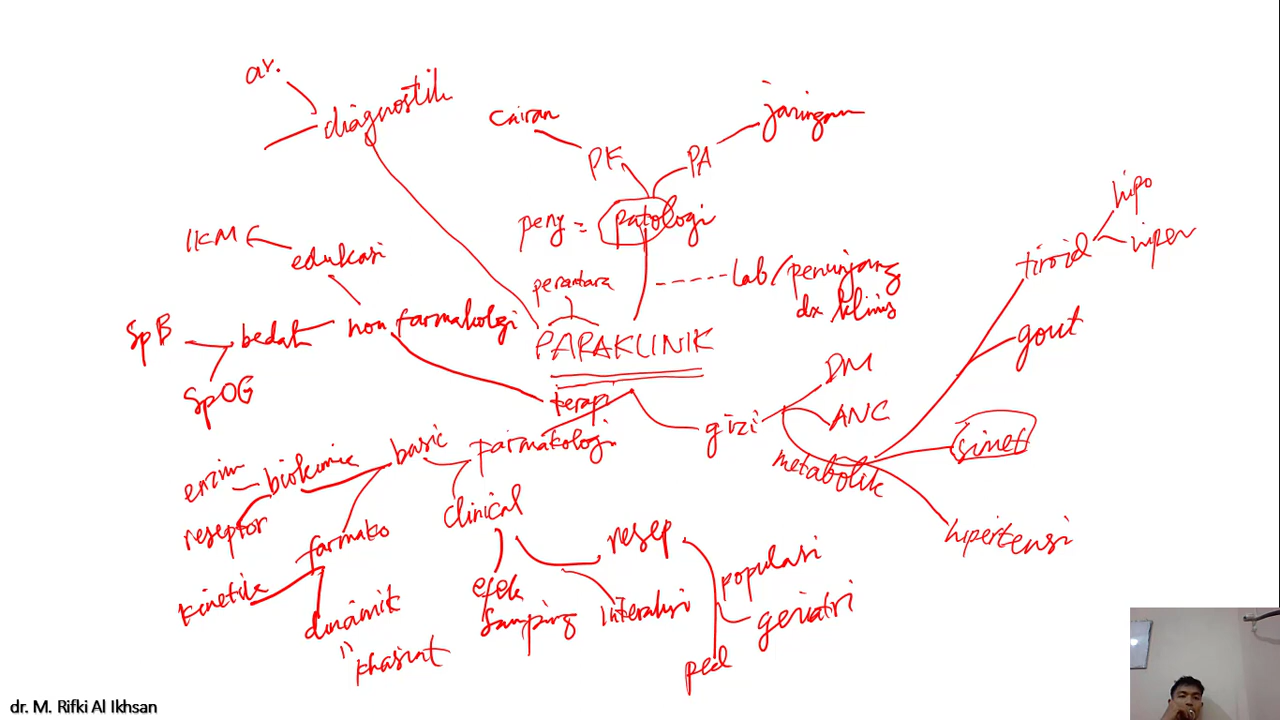 ar.
diagnostik
cairan
jaringan
PK
PA
peny = patologi
hipo
hiper
tiroid
IKM
edukasi
perantara
lab/penunjang
dx klinis
non farmakologi
SpB
bedah
SpOG
PARAKLINIK
gout
terapi
DM
gizi
ANC
simet
metabolik
farmakologi
basic
biokimia
enzim
reseptor
clinical
farmako
kinetik
dinamik
khasiat
resep
efek
samping
interaksi
populasi
geriatri
ped
hipertensi
dr. M. Rifki Al Ikhsan